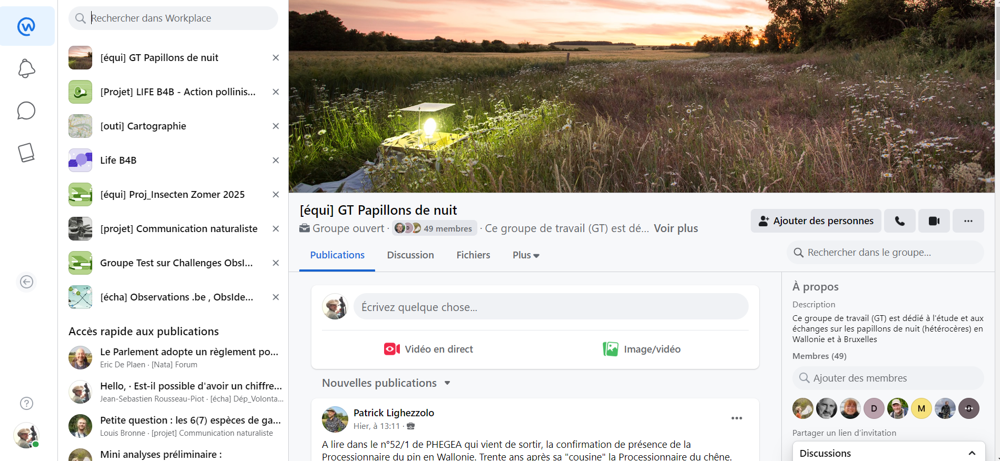 Rechercher dans Workplace
[équi] GT Papillons de nuit
[Projet] LIFE B4B - Action pollinis...
[outi] Cartographie
Life B4B
[équi] Proj_Insecten Zomer 2025
[projet] Communication naturaliste
Groupe Test sur Challenges ObsI...
[écha] Observations .be , ObsIde...
Accès rapide aux publications
Le Parlement adopte un règlement po...
Eric De Plaen · [Nata] Forum
Hello, · Est-il possible d'avoir un chiffre...
Jean-Sebastien Rousseau-Piot · [écha] Dép_Volonta...
Petite question : les 6(7) espèces de ga...
Louis Bronne · [projet] Communication naturaliste
Mini analyses préliminaire :
[équi] GT Papillons de nuit
Groupe ouvert · D 49 membres · Ce groupe de travail (GT) est dé... Voir plus
Ajouter des personnes
Publications Discussion Fichiers Plus
Rechercher dans le groupe...
Écrivez quelque chose...
Vidéo en direct Image/vidéo
Nouvelles publications
Patrick Lighezzolo
Hier, à 13:11 ·
A lire dans le n°52/1 de PHEGEA qui vient de sortir, la confirmation de présence de la
Processionnaire du pin en Wallonie. Trente ans après sa "cousine" la Processionnaire du chêne.
À propos
Description
Ce groupe de travail (GT) est dédié à l'étude et aux
échanges sur les papillons de nuit (hétérocères) en
Wallonie et à Bruxelles
Membres (49)
Ajouter des membres
D M
Partager un lien d'invitation
Discussions